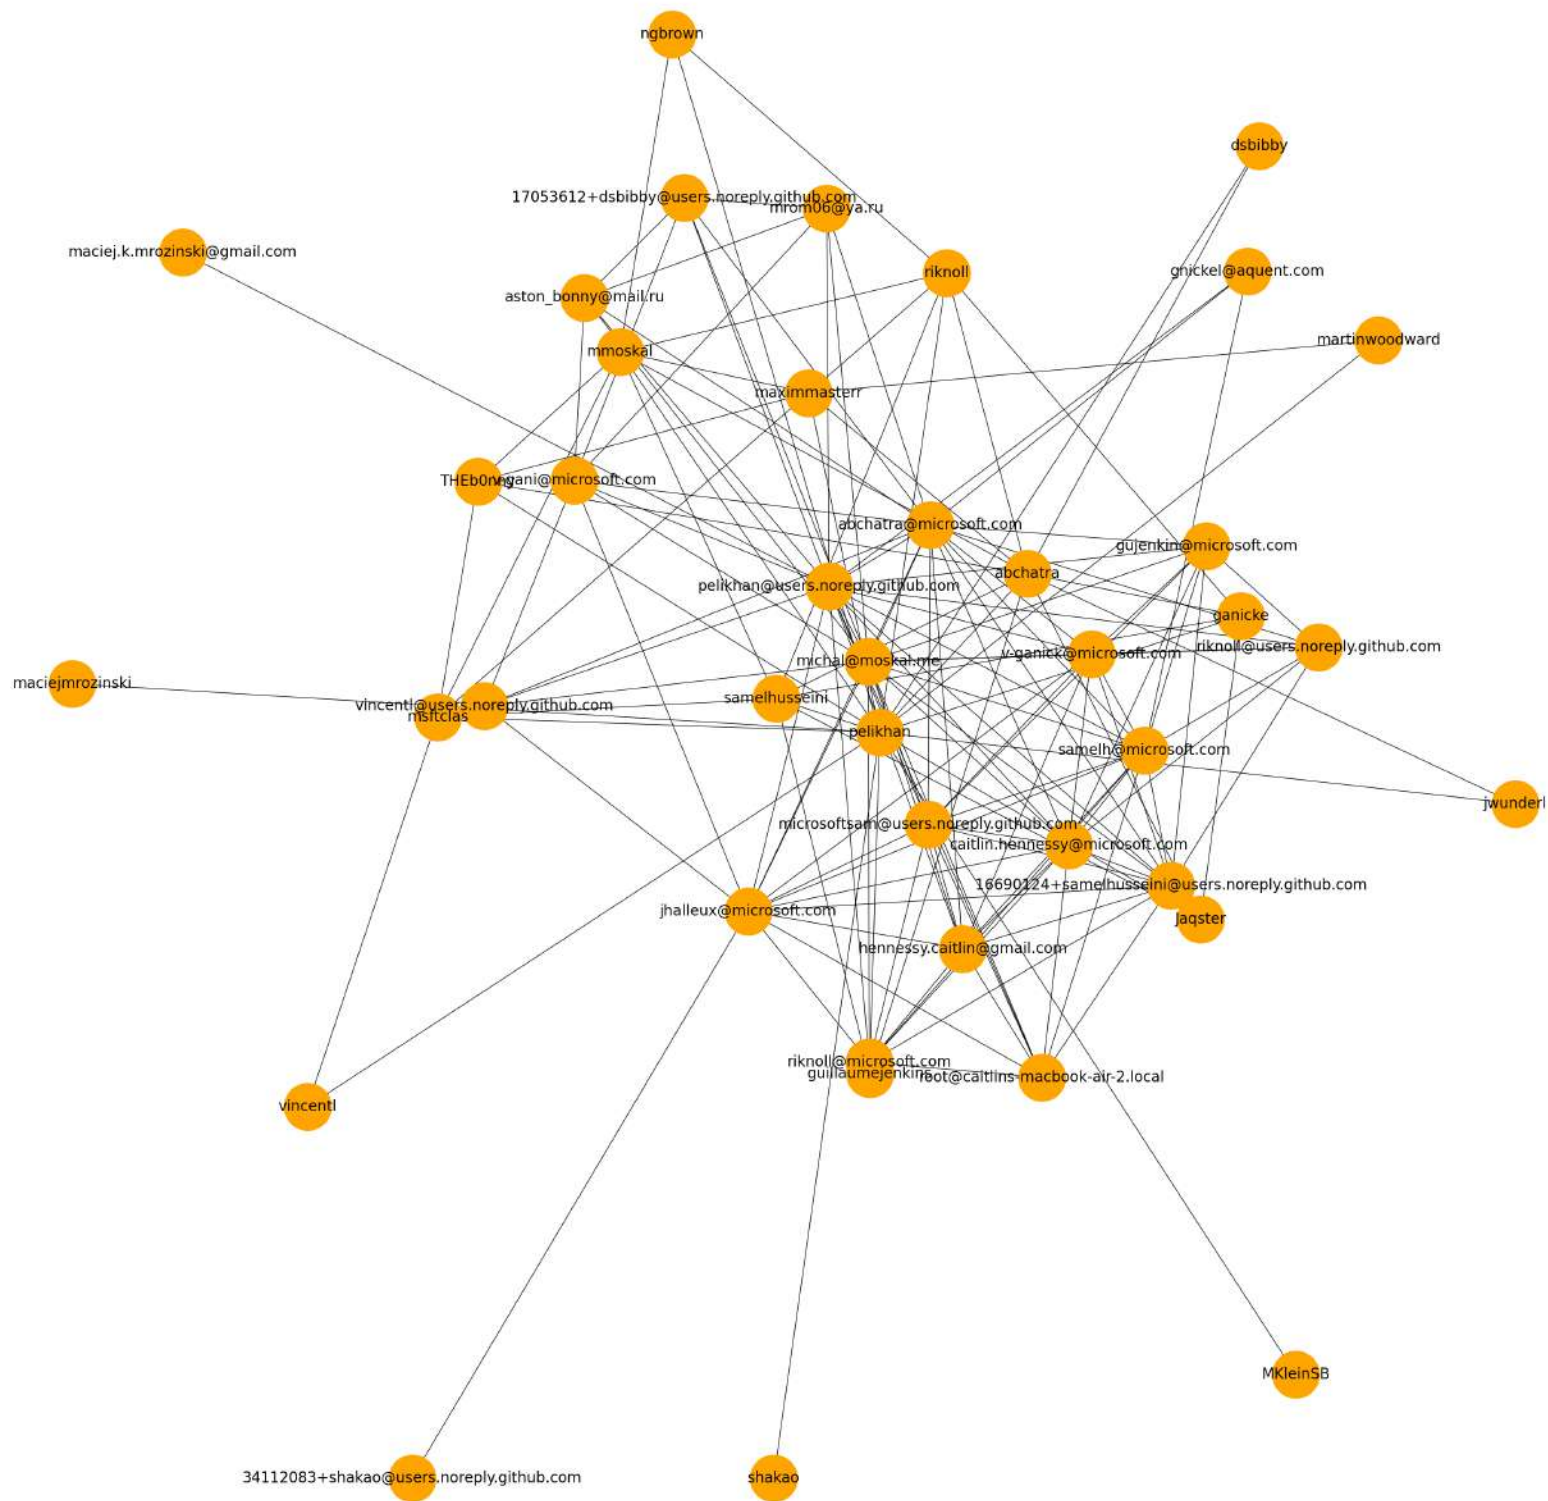 ngbrown
dsbibby
17053612+dsbibby@users.noreply.github.com
mrom06@ya.ru
maciej.k.mrozinski@gmail.com
riknoll
gnickel@aquent.com
aston_bonny@mail.ru
martinwoodward
mmoskal
maximmasterr
THEb0nny
v-gani@microsoft.com
abchatra@microsoft.com
gujenkin@microsoft.com
abchatra
pelikhan@users.noreply.github.com
ganicke
riknoll@users.noreply.github.com
v-ganick@microsoft.com
michal@moskal.me
maciejmrozinski
samelhusseini
vincentl@users.noreply.github.com
msftclas
pelikhan
samelh@microsoft.com
jwunderl
microsoftsam@users.noreply.github.com
caitlin.hennessy@microsoft.com
16690124+samelhusseini@users.noreply.github.com
jhalleux@microsoft.com
Jaqster
hennessy.caitlin@gmail.com
riknoll@microsoft.com
guillaumejenkins
root@caitlins-macbook-air-2.local
vincentl
MKleinSB
34112083+shakao@users.noreply.github.com
shakao